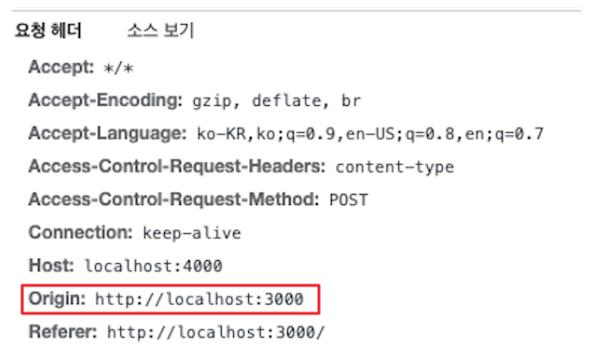 요청 헤더 소스 보기
Accept: */*
Accept-Encoding: gzip, deflate, br
Accept-Language: ko-KR,ko;q=0.9,en-US;q=0.8,en;q=0.7
Access-Control-Request-Headers: content-type
Access-Control-Request-Method: POST
Connection: keep-alive
Host: localhost:4000
Origin: http://localhost:3000
Referer: http://localhost:3000/